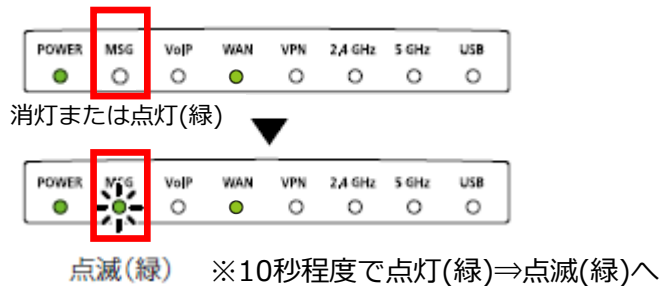 POWER MSG VoIP WAN VPN 2,4 GHz 5 GHz USB
消灯または点灯(緑)
POWER MSG VoIP WAN VPN 2,4 GHz 5 GHz USB
点滅(緑) ※10秒程度で点灯(緑)⇒点滅(緑)へ